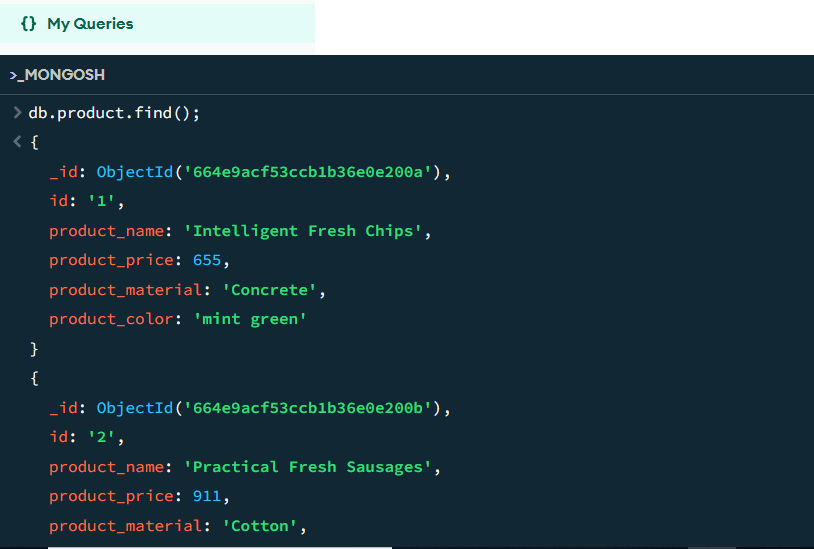 {} My Queries
>_MONGOSH
> db.product.find();
< {
_id: ObjectId('664e9acf53ccb1b36e0e200a'),
id: '1',
product_name: 'Intelligent Fresh Chips',
product_price: 655,
product_material: 'Concrete',
product_color: 'mint green'
}
{
_id: ObjectId('664e9acf53ccb1b36e0e200b'),
id: '2',
product_name: 'Practical Fresh Sausages',
product_price: 911,
product_material: 'Cotton',